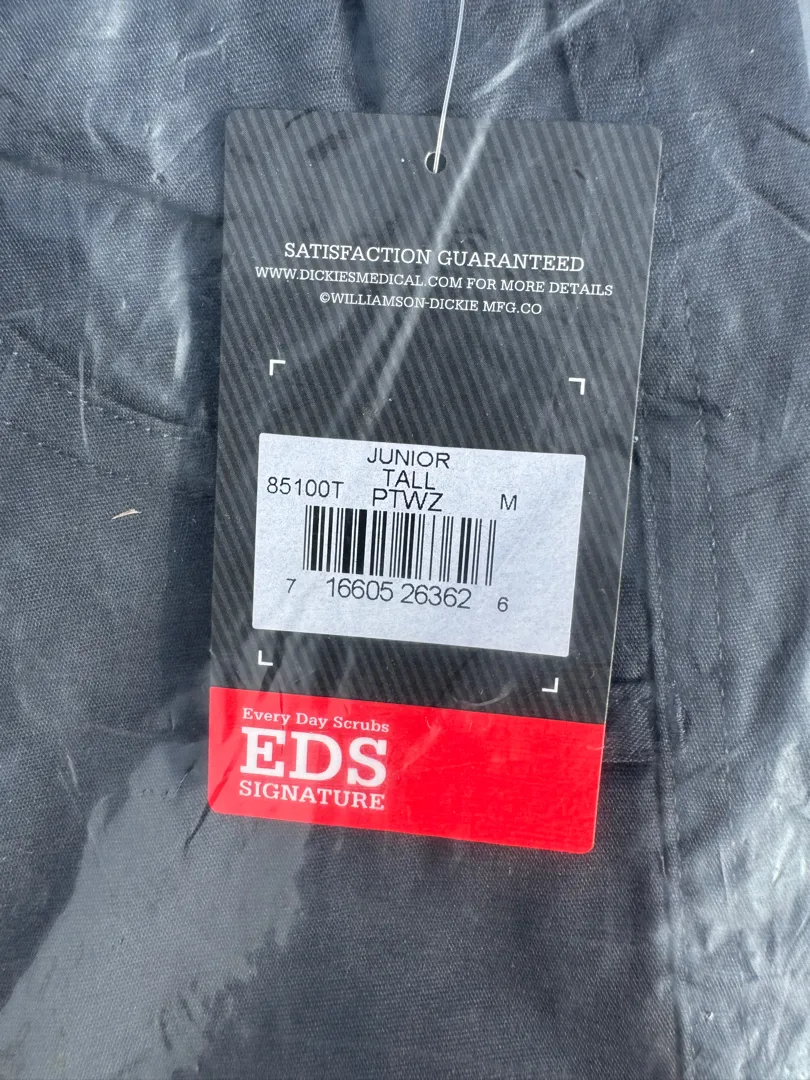 SATISFACTION GUARANTEED
WWW.DICKIESMEDICAL.COM FOR MORE DETAILS
©WILLIAMSON-DICKIE MFG.CO
JUNIOR
TALL
85100T PTWZ M
7 16605 26362 6
Every Day Scrubs
EDS
SIGNATURE